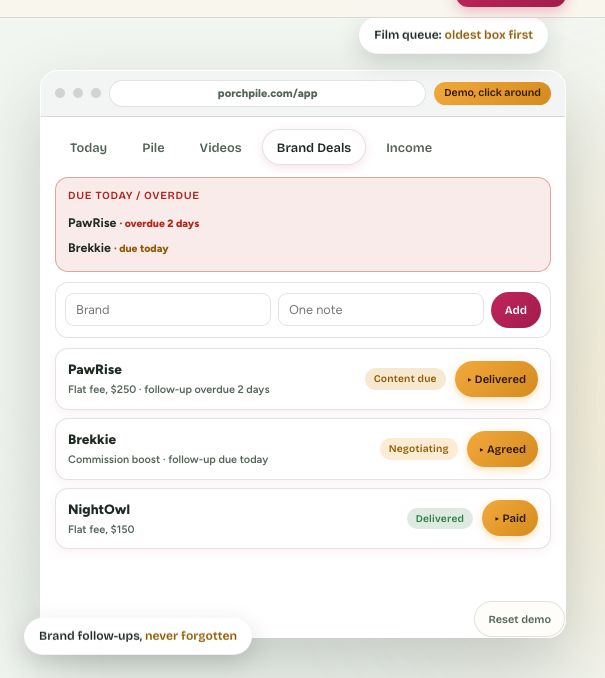 Film queue: oldest box first
porchpile.com/app
Demo, click around
Today
Pile
Videos
Brand Deals
Income
DUE TODAY / OVERDUE
PawRise · overdue 2 days
Brekkie · due today
Brand
One note
Add
PawRise
Flat fee, $250 · follow-up overdue 2 days
Content due
▸ Delivered
Brekkie
Commission boost · follow-up due today
Negotiating
▸ Agreed
NightOwl
Flat fee, $150
Delivered
▸ Paid
Reset demo
Brand follow-ups, never forgotten